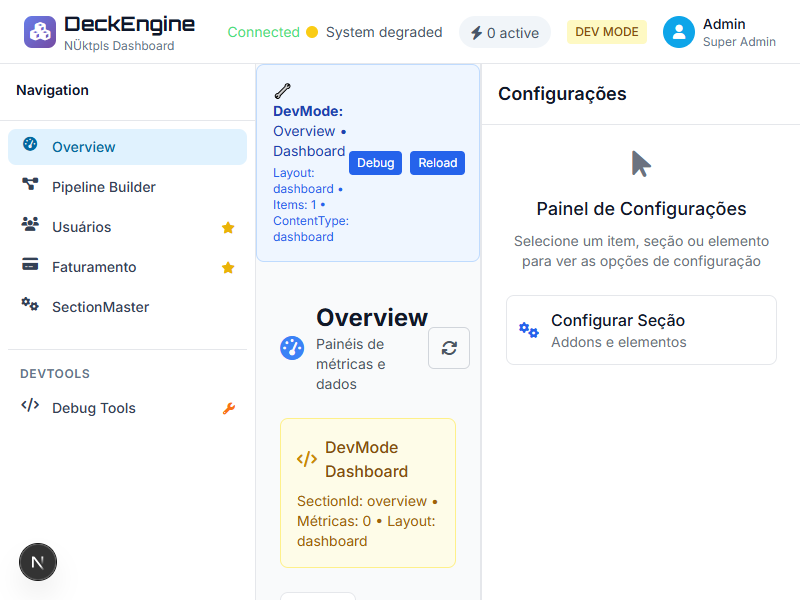 DeckEngine
NÜktpls Dashboard
Connected
System degraded
0 active
DEV MODE
Admin
Super Admin
Navigation
Overview
Pipeline Builder
Usuários
Faturamento
SectionMaster
DEVTOOLS
Debug Tools
N
DevMode:
Overview •
Dashboard
Layout:
dashboard •
Items: 1 •
ContentType:
dashboard
Debug
Reload
Overview
Painéis de
métricas e
dados
DevMode
Dashboard
SectionId: overview •
Métricas: 0 • Layout:
dashboard
Configurações
Painel de Configurações
Selecione um item, seção ou elemento
para ver as opções de configuração
Configurar Seção
Addons e elementos